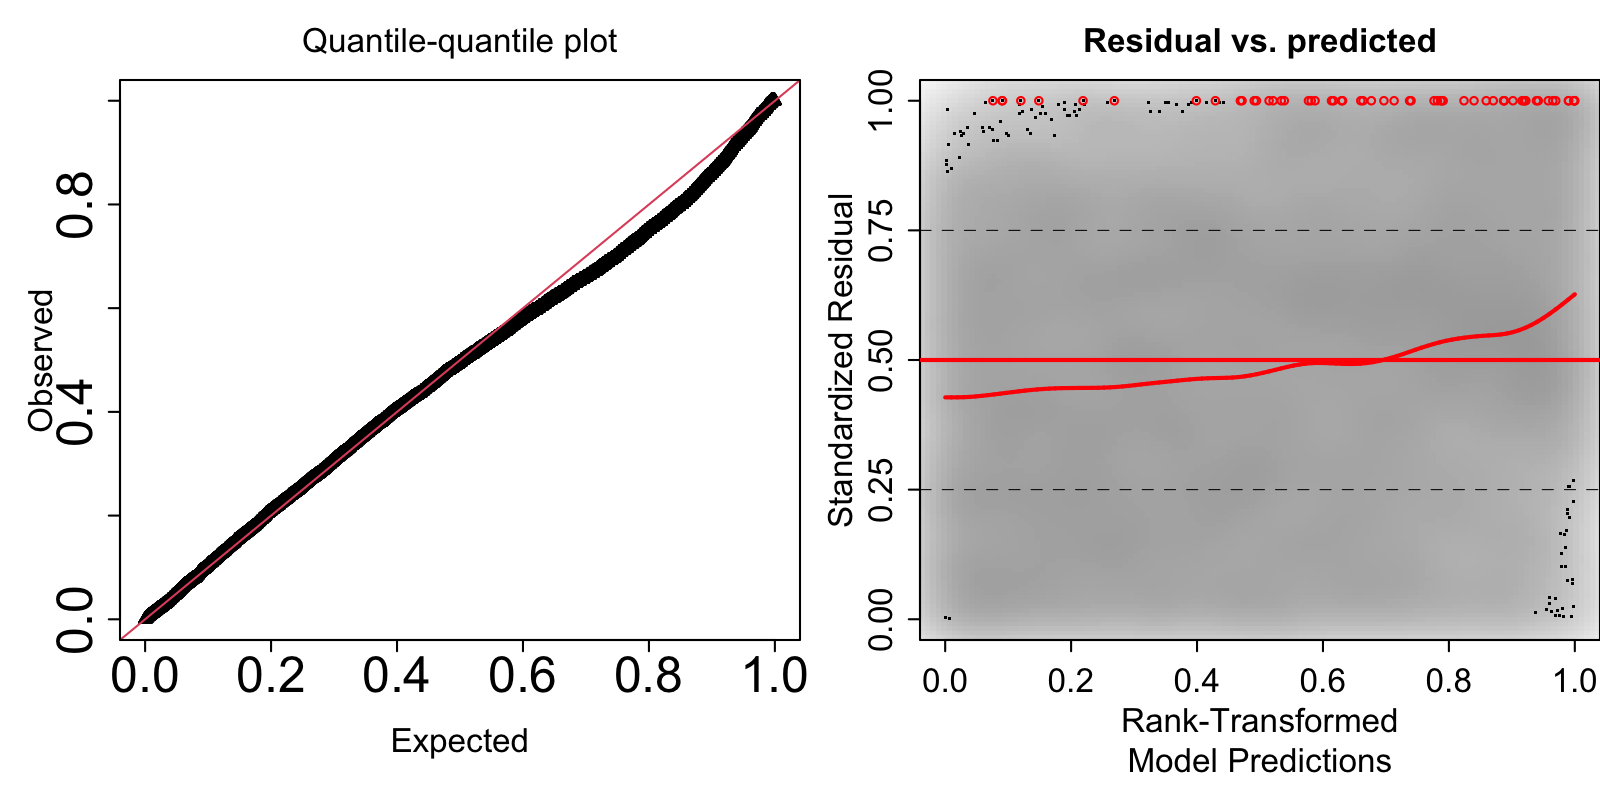 Quantile-quantile plot
Observed
0.0
0.4
0.8
0.0 0.2 0.4 0.6 0.8 1.0
Expected
Residual vs. predicted
Standardized Residual
0.00 0.25 0.50 0.75 1.00
0.0 0.2 0.4 0.6 0.8 1.0
Rank-Transformed
Model Predictions